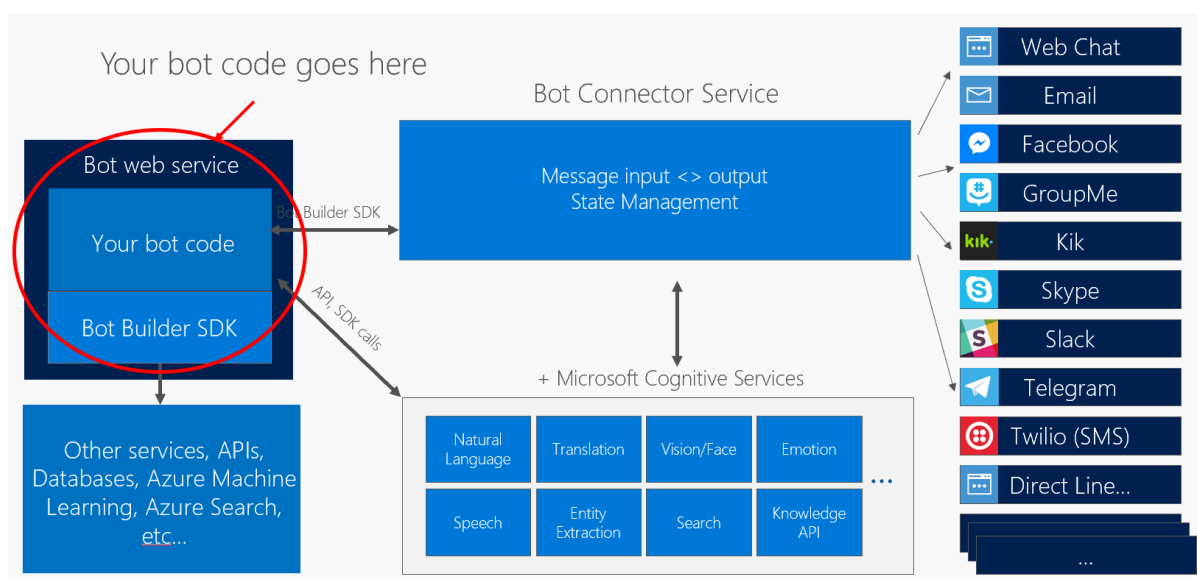 Your bot code goes here
Bot web service
Your bot code
Bot Builder SDK
Other services, APIs,
Databases, Azure Machine
Learning, Azure Search,
etc...
Bot Builder SDK
API, SDK calls
Bot Connector Service
Message input <> output
State Management
+ Microsoft Cognitive Services
Natural
Language
Translation
Vision/Face
Emotion
Speech
Entity
Extraction
Search
Knowledge
API
...
Web Chat
Email
Facebook
GroupMe
kik·
Kik
Skype
Slack
Telegram
Twilio (SMS)
Direct Line...
...